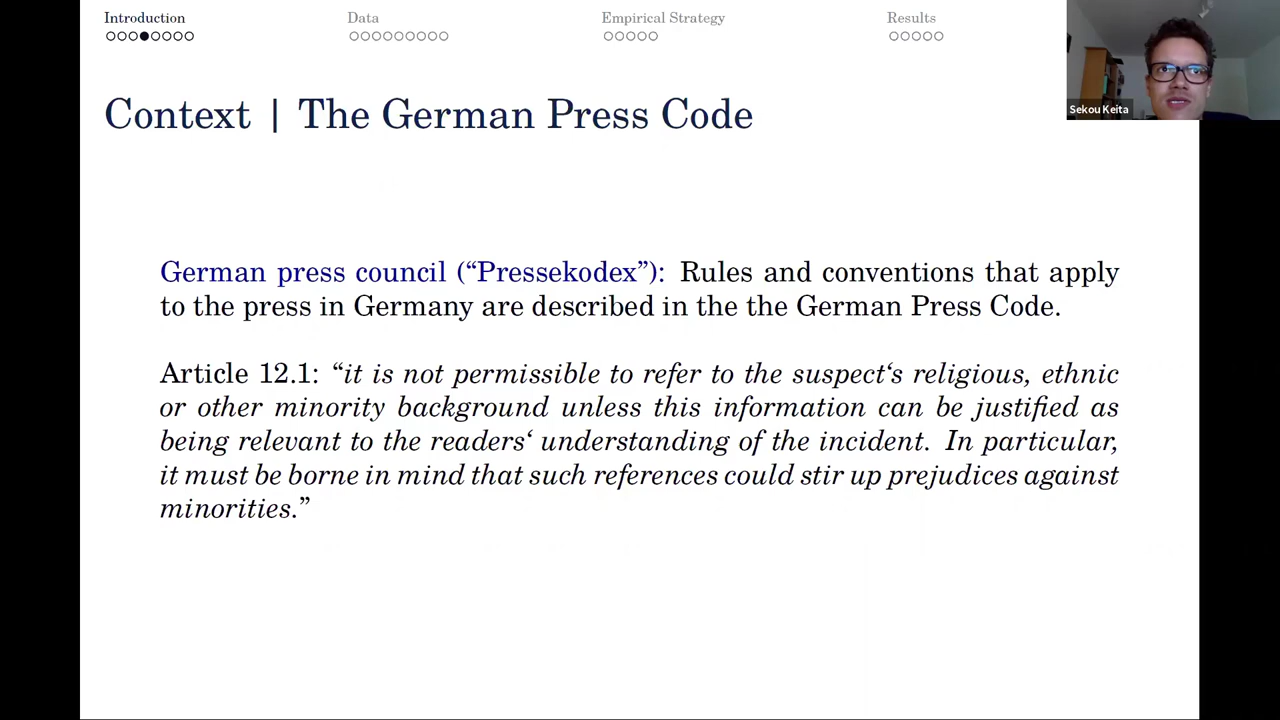 Introduction
Data
Empirical Strategy
Results
Sekou Keita
Context | The German Press Code
German press council (“Pressekodex”): Rules and conventions that apply
to the press in Germany are described in the the German Press Code.
Article 12.1: “it is not permissible to refer to the suspect‘s religious, ethnic
or other minority background unless this information can be justified as
being relevant to the readers‘ understanding of the incident. In particular,
it must be borne in mind that such references could stir up prejudices against
minorities.”